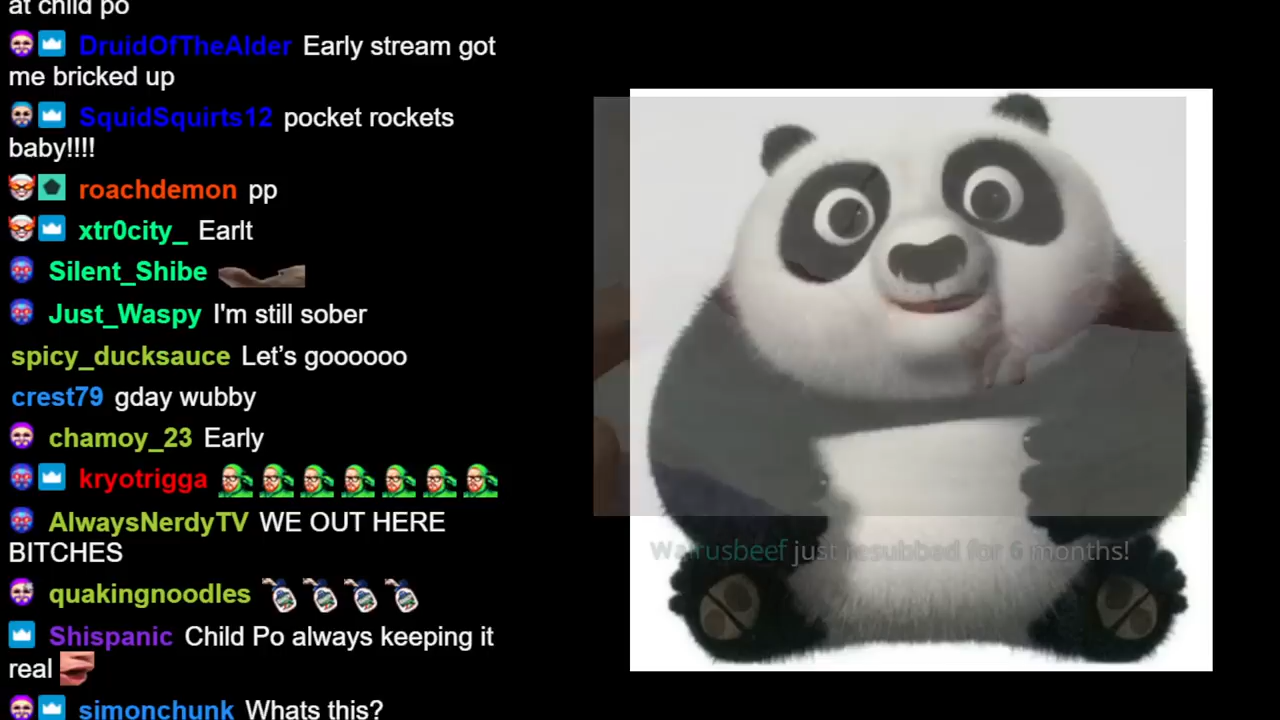 at child po
DruidOfTheAlder Early stream got
me bricked up
SquidSquirts12 pocket rockets
baby!!!!
roachdemon pp
xtr0city_ Earlt
Silent_Shibe
Just_Waspy I'm still sober
spicy_ducksauce Let's goooooo
crest79 gday wubby
chamoy_23 Early
kryotrigga
AlwaysNerdyTV WE OUT HERE
BITCHES
quakingnoodles
Shispanic Child Po always keeping it
real
simonchunk Whats this?
Walrusbeef just resubbed for 6 months!